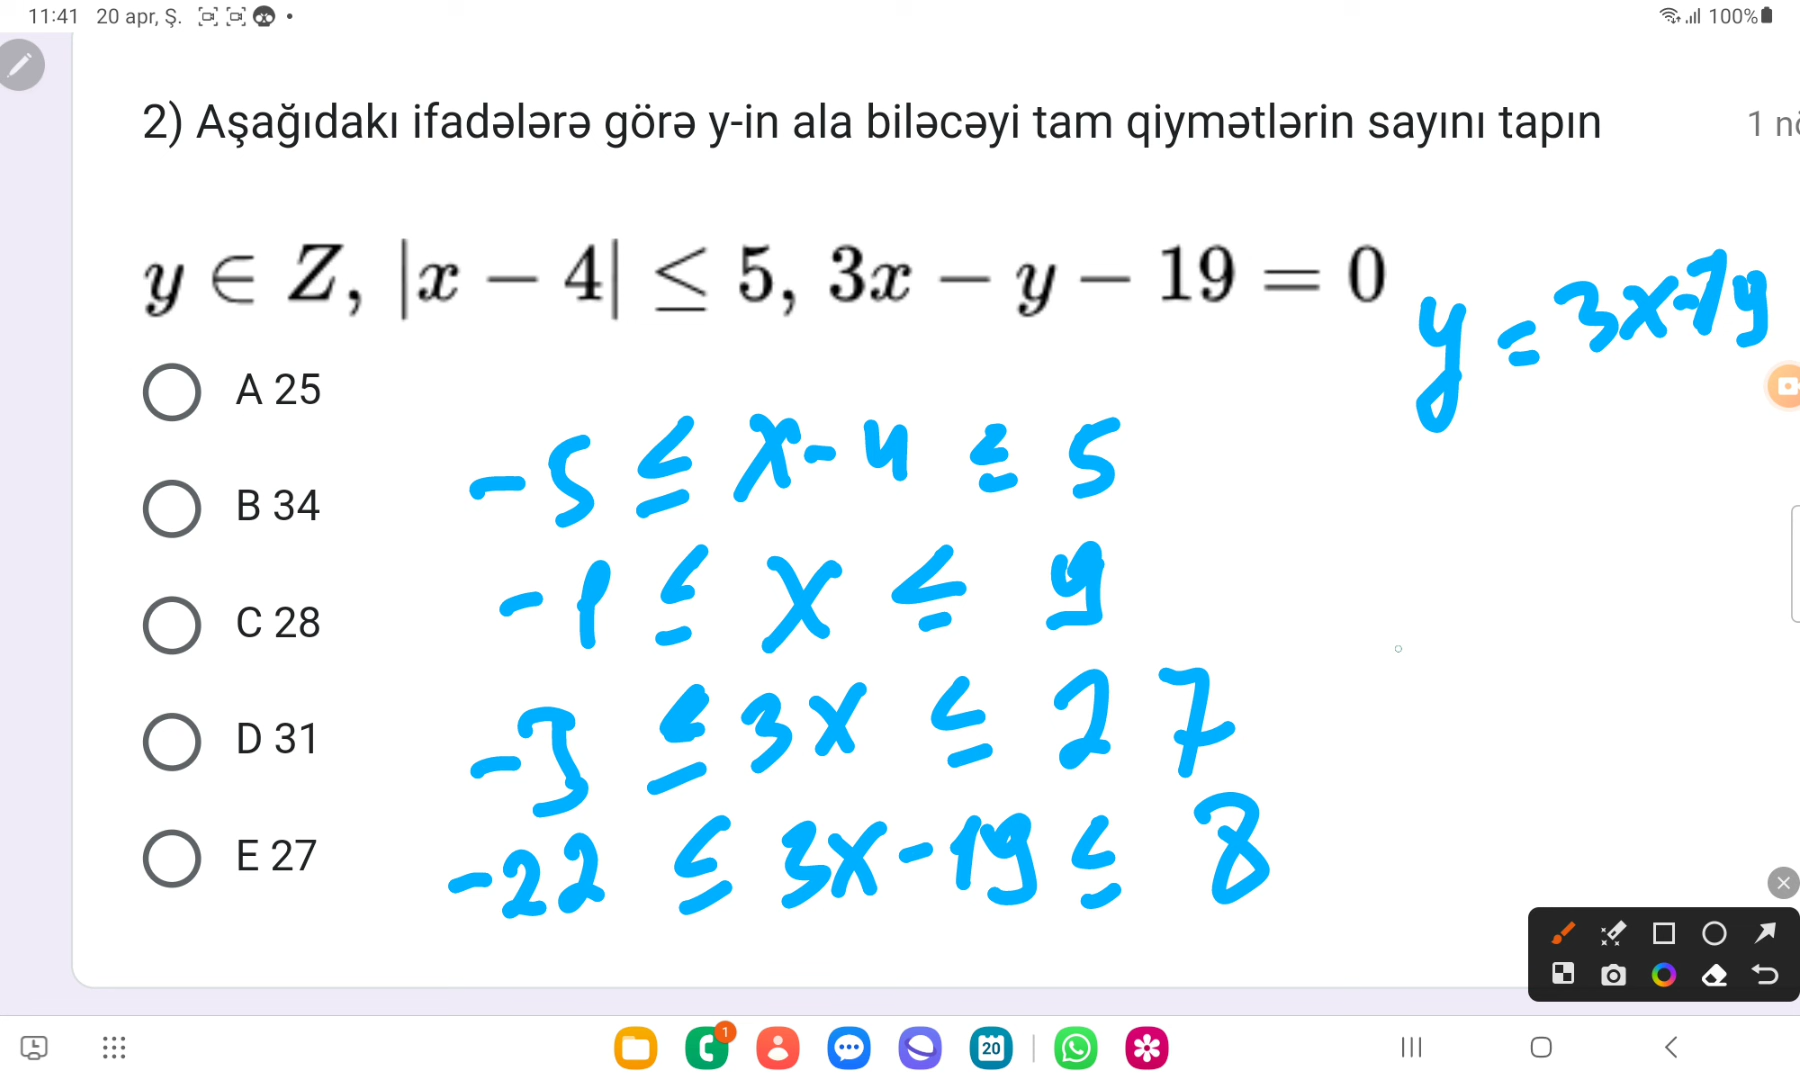 11:41 20 apr, Ş. 100%
2) Aşağıdakı ifadələrə görə y-in ala biləcəyi tam qiymətlərin sayını tapın
1 nö
y ∈ Z, |x − 4| ≤ 5, 3x − y − 19 = 0
y = 3x-19
A 25
-5 ≤ x-4 ≤ 5
B 34
-1 ≤ x ≤ 9
C 28
-3 ≤ 3x ≤ 27
D 31
-22 ≤ 3x-19 ≤ 8
E 27
1
20